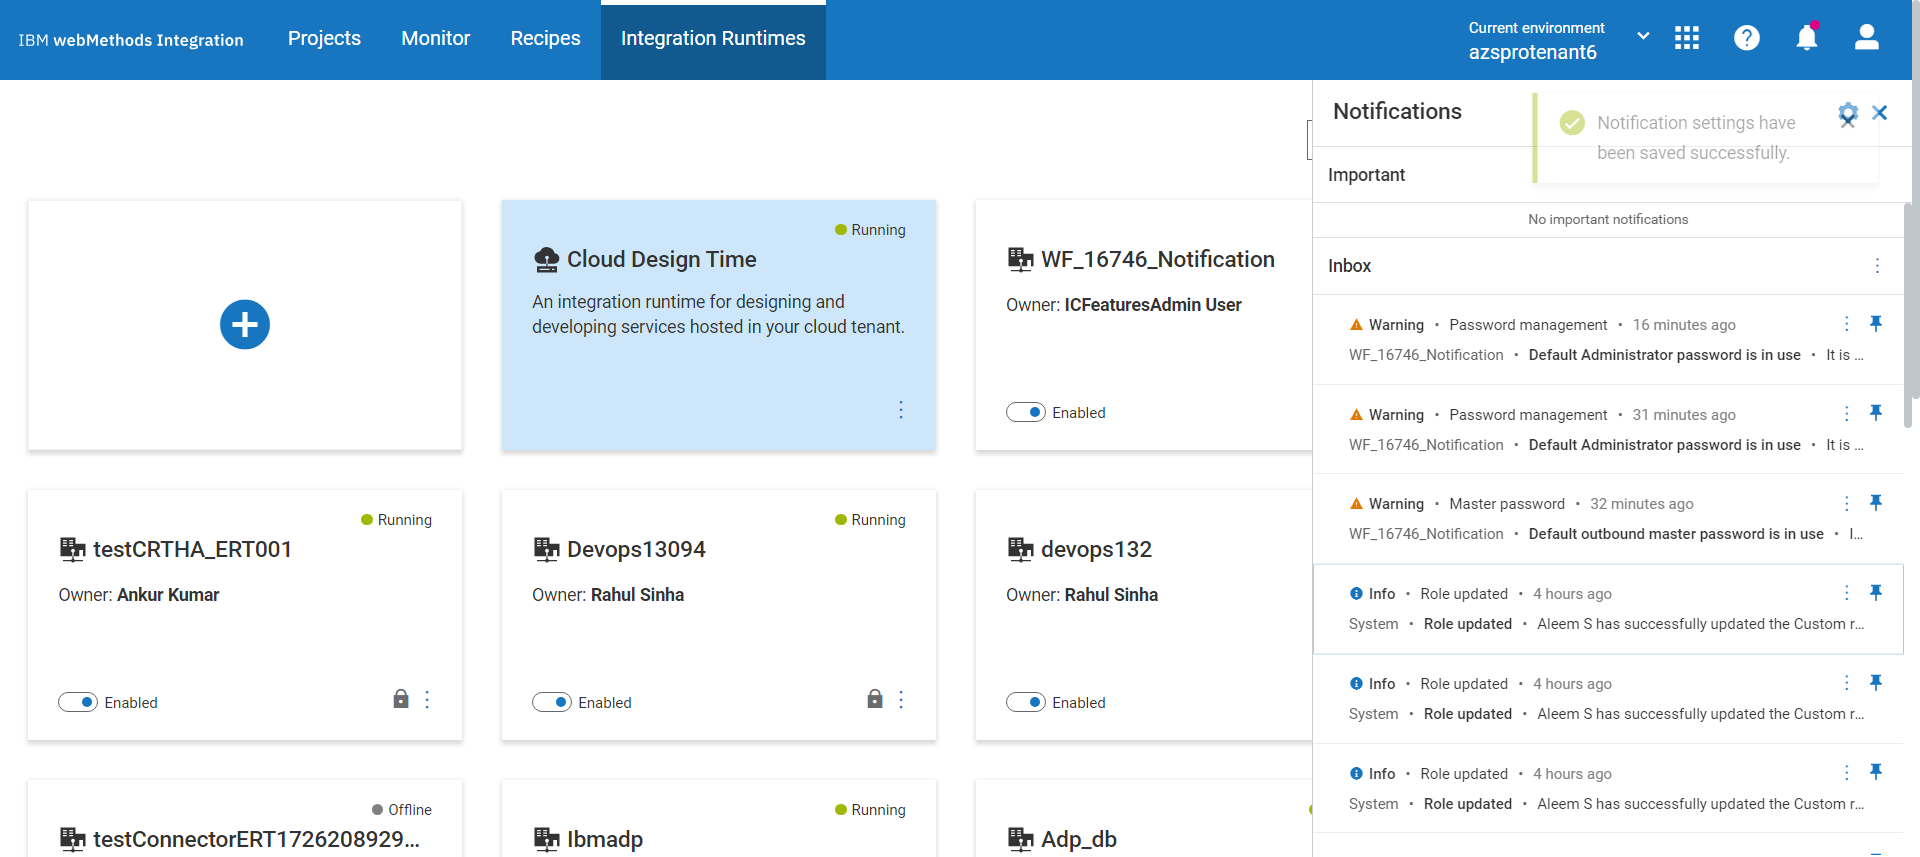 IBM webMethods Integration
Projects
Monitor
Recipes
Integration Runtimes
Current environment
azsprotenant6
Notifications
Notification settings have
been saved successfully.
Important
No important notifications
Inbox
Warning • Password management • 16 minutes ago
WF_16746_Notification • Default Administrator password is in use • It is ...
Warning • Password management • 31 minutes ago
WF_16746_Notification • Default Administrator password is in use • It is ...
Warning • Master password • 32 minutes ago
WF_16746_Notification • Default outbound master password is in use • I...
Info • Role updated • 4 hours ago
System • Role updated • Aleem S has successfully updated the Custom r...
Info • Role updated • 4 hours ago
System • Role updated • Aleem S has successfully updated the Custom r...
Info • Role updated • 4 hours ago
System • Role updated • Aleem S has successfully updated the Custom r...
Running
Cloud Design Time
An integration runtime for designing and
developing services hosted in your cloud tenant.
WF_16746_Notification
Owner: ICFeaturesAdmin User
Enabled
Running
testCRTHA_ERT001
Owner: Ankur Kumar
Enabled
Running
Devops13094
Owner: Rahul Sinha
Enabled
devops132
Owner: Rahul Sinha
Enabled
Offline
testConnectorERT1726208929...
Running
Ibmadp
Adp_db